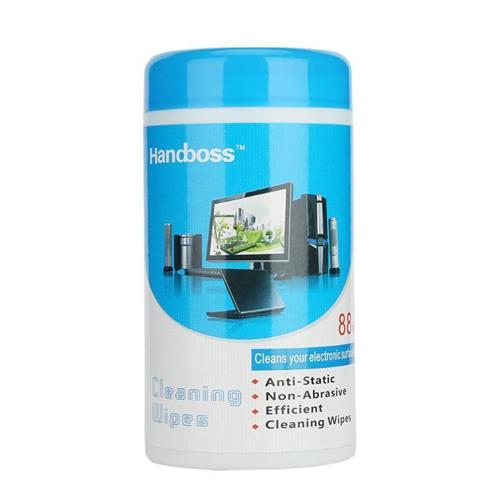 Handboss™
88
Cleans your electronic
Cleaning
Wipes
Anti-Static
Non-Abrasive
Efficient
Cleaning Wipes